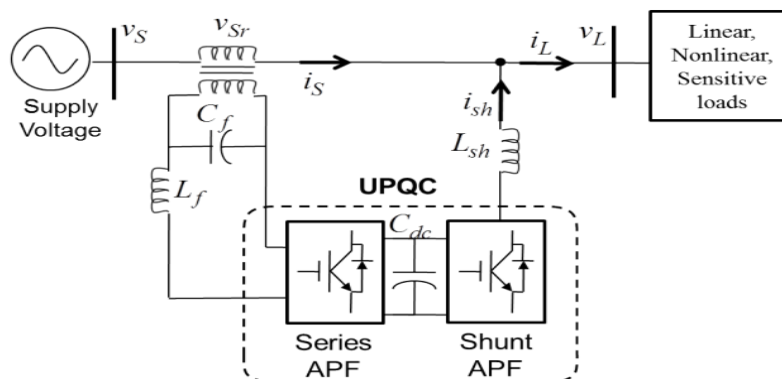 v_S
v_Sr
i_S
i_L
v_L
Linear,
Nonlinear,
Sensitive
loads
Supply
Voltage
C_f
i_sh
L_sh
L_f
UPQC
C_dc
Series
APF
Shunt
APF